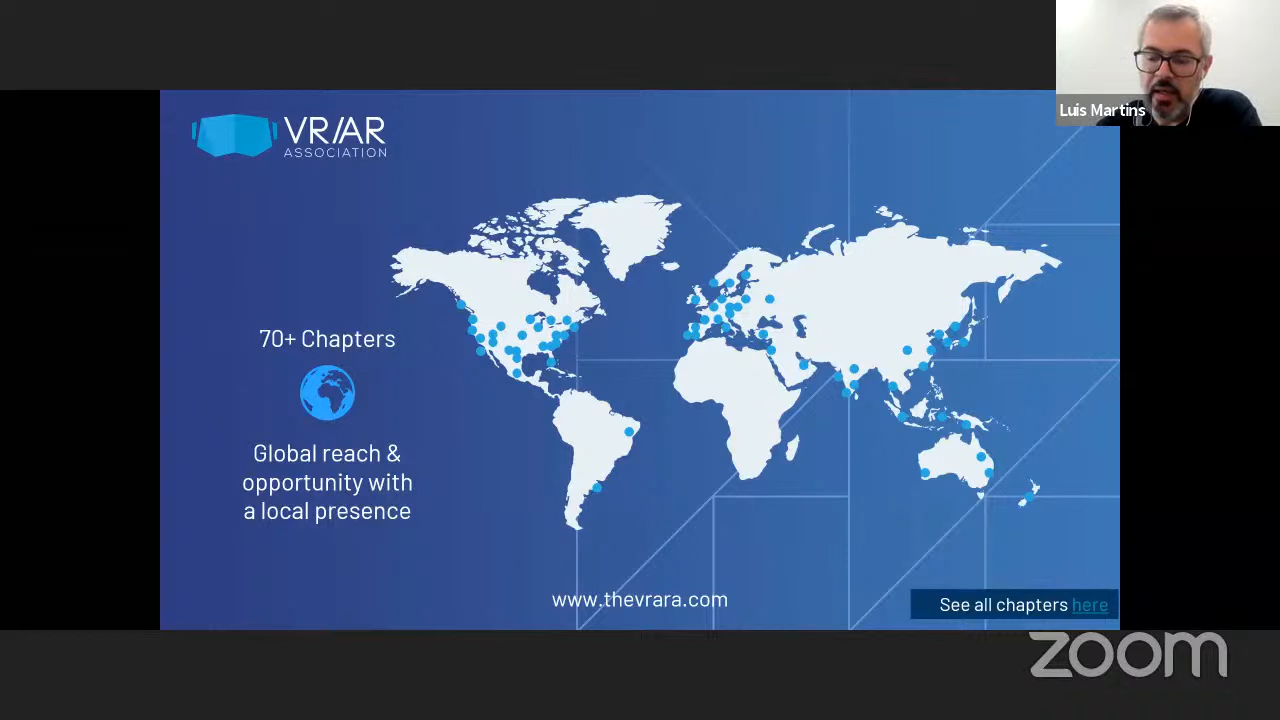 Luis Martins
VR/AR
ASSOCIATION
70+ Chapters
Global reach &
opportunity with
a local presence
www.thevrara.com
See all chapters here
zoom